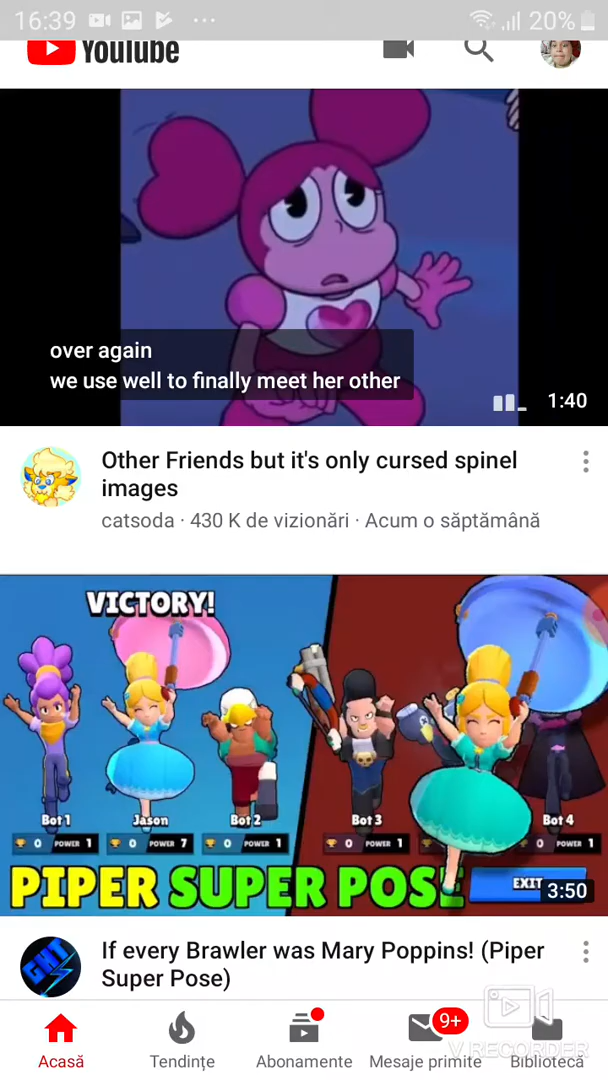 16:39
20%
YouTube
over again
we use well to finally meet her other
1:40
Other Friends but it's only cursed spinel
images
catsoda · 430 K de vizionări · Acum o săptămână
VICTORY!
Bot 1 Jason Bot 2 Bot 3 Bot 4
0 POWER 1 0 POWER 7 0 POWER 1 0 POWER 1 0 POWER 1
PIPER SUPER POSE
EXIT
3:50
GHT
If every Brawler was Mary Poppins! (Piper
Super Pose)
9+
Acasă Tendințe Abonamente Mesaje primite Bibliotecă
V RECORDER